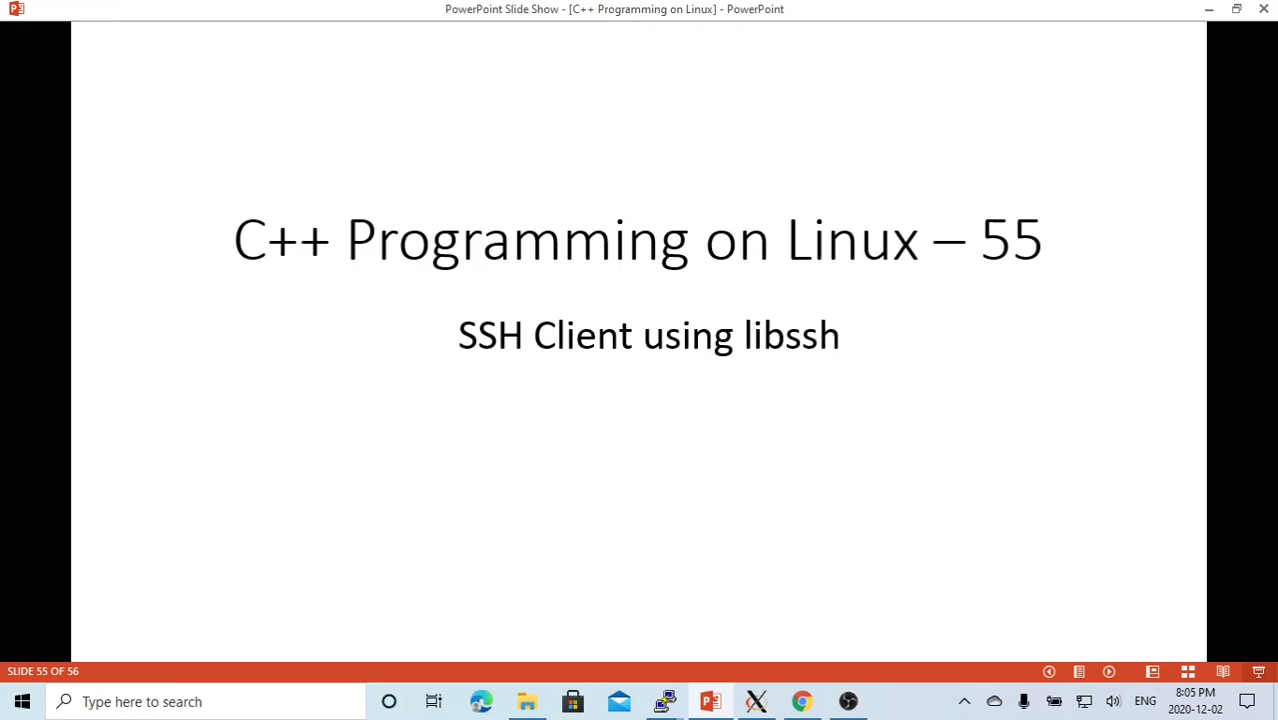 PowerPoint Slide Show - [C++ Programming on Linux] - PowerPoint
C++ Programming on Linux – 55
SSH Client using libssh
SLIDE 55 OF 56
Type here to search
ENG
8:05 PM
2020-12-02